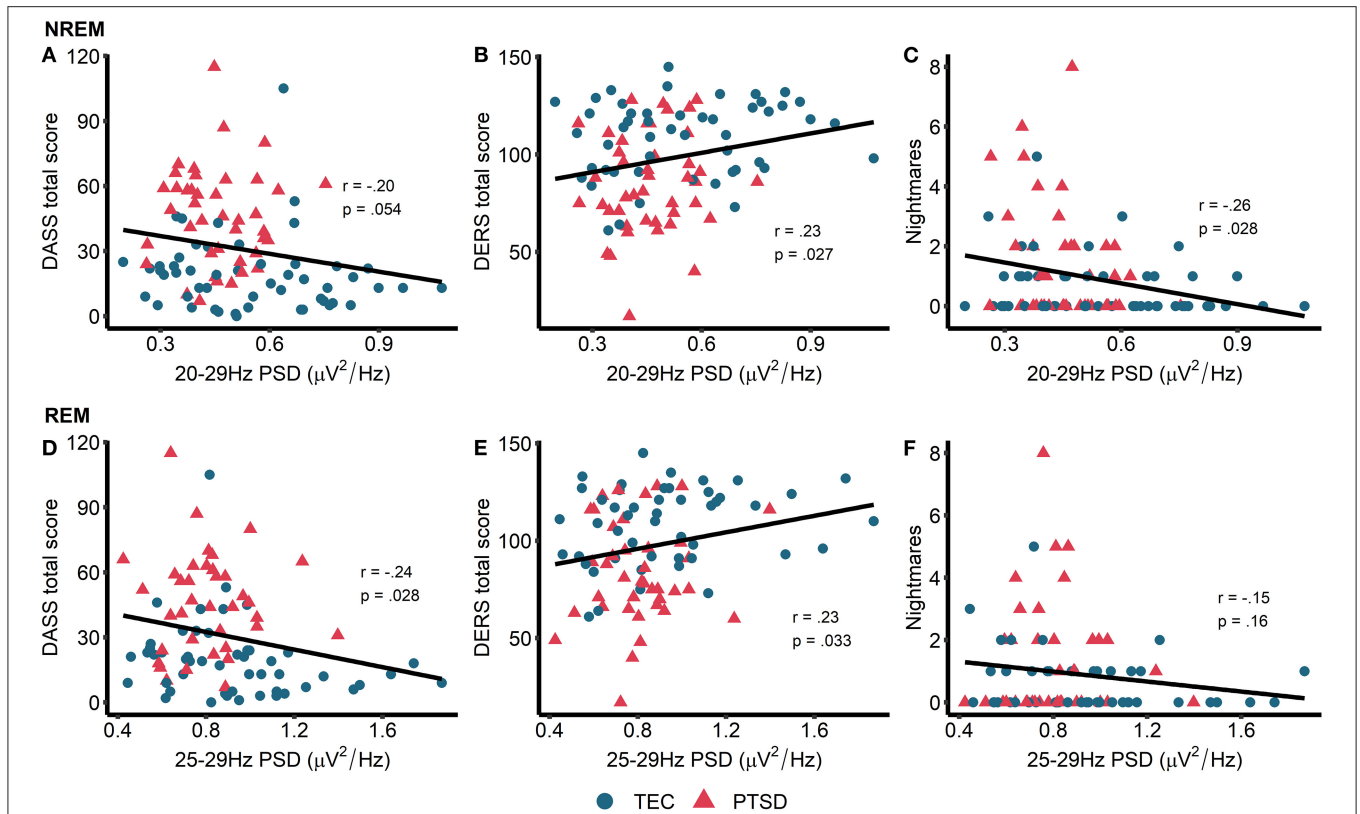 NREM
A
DASS total score
120
90
60
30
0
r = -.20
p = .054
0.3 0.6 0.9
20-29Hz PSD (μV²/Hz)
B
DERS total score
150
100
50
r = .23
p = .027
0.3 0.6 0.9
20-29Hz PSD (μV²/Hz)
C
Nightmares
8
6
4
2
0
r = -.26
p = .028
0.3 0.6 0.9
20-29Hz PSD (μV²/Hz)
REM
D
DASS total score
120
90
60
30
0
r = -.24
p = .028
0.4 0.8 1.2 1.6
25-29Hz PSD (μV²/Hz)
E
DERS total score
150
100
50
r = .23
p = .033
0.4 0.8 1.2 1.6
25-29Hz PSD (μV²/Hz)
F
Nightmares
8
6
4
2
0
r = -.15
p = .16
0.4 0.8 1.2 1.6
25-29Hz PSD (μV²/Hz)
TEC PTSD